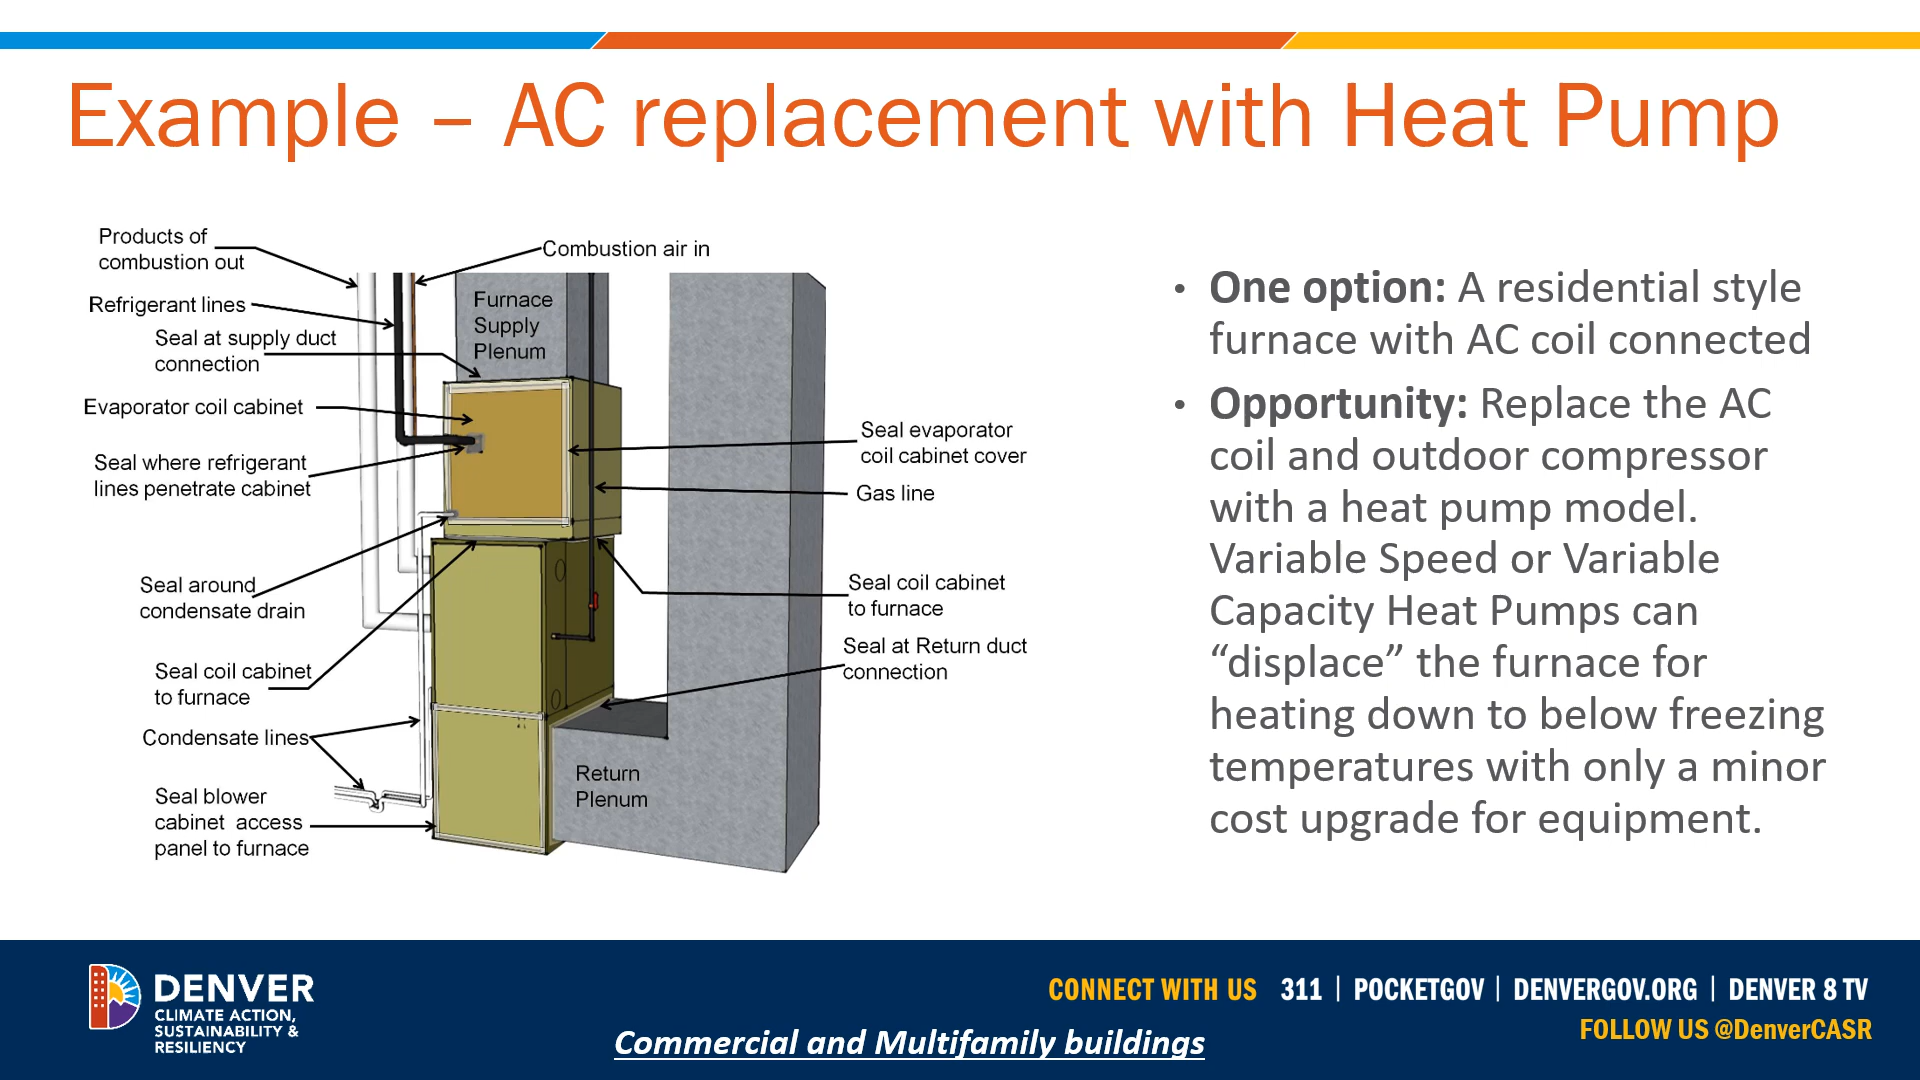 Example – AC replacement with Heat Pump
Products of
combustion out
Combustion air in
Refrigerant lines
Furnace
Supply
Plenum
Seal at supply duct
connection
Evaporator coil cabinet
Seal where refrigerant
lines penetrate cabinet
Seal evaporator
coil cabinet cover
Gas line
Seal around
condensate drain
Seal coil cabinet
to furnace
Seal at Return duct
connection
Seal coil cabinet
to furnace
Condensate lines
Return
Plenum
Seal blower
cabinet access
panel to furnace
• One option: A residential style
furnace with AC coil connected
• Opportunity: Replace the AC
coil and outdoor compressor
with a heat pump model.
Variable Speed or Variable
Capacity Heat Pumps can
“displace” the furnace for
heating down to below freezing
temperatures with only a minor
cost upgrade for equipment.
DENVER
CLIMATE ACTION,
SUSTAINABILITY &
RESILIENCY
Commercial and Multifamily buildings
CONNECT WITH US 311 | POCKETGOV | DENVERGOV.ORG | DENVER 8 TV
FOLLOW US @DenverCASR